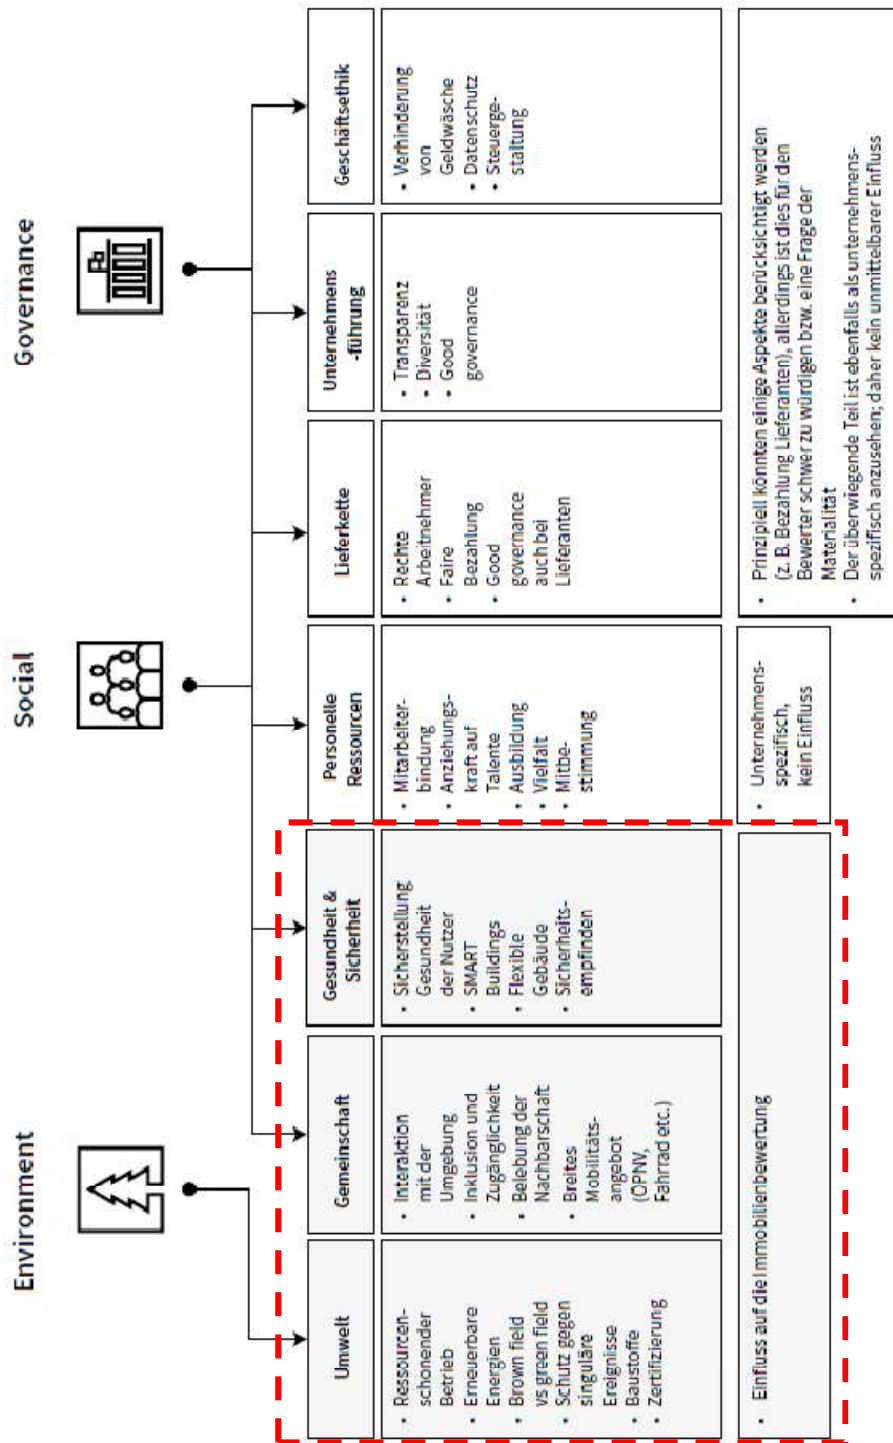 Environment
Social
Governance
Umwelt
• Ressourcen-
schonender
Betrieb
• Erneuerbare
Energien
• Brown field
vs green field
• Schutz gegen
singuläre
Ereignisse
• Baustoffe
• Zertifizierung
Gemeinschaft
• Interaktion
mit der
Umgebung
• Inklusion und
Zugänglichkeit
• Belebung der
Nachbarschaft
• Breites
Mobilitäts-
angebot
(ÖPNV,
Fahrrad etc.)
Gesundheit &
Sicherheit
• Sicherstellung
Gesundheit
der Nutzer
• SMART
Buildings
• Flexible
Gebäude
• Sicherheits-
empfinden
Personelle
Ressourcen
• Mitarbeiter-
bindung
• Anziehungs-
kraft auf
Talente
• Ausbildung
• Vielfalt
• Mitbe-
stimmung
Lieferkette
• Rechte
Arbeitnehmer
• Faire
Bezahlung
• Good
governance
auch bei
Lieferanten
Unternehmens
-führung
• Transparenz
• Diversität
• Good
governance
Geschäftsethik
• Verhinderung
von
Geldwäsche
• Datenschutz
• Steuerge-
staltung
• Einfluss auf die Immobilienbewertung
• Unternehmens-
spezifisch,
kein Einfluss
• Prinzipiell könnten einige Aspekte berücksichtigt werden
(z. B. Bezahlung Lieferanten), allerdings ist dies für den
Bewerter schwer zu würdigen bzw. eine Frage der
Materialität
• Der überwiegende Teil ist ebenfalls als unternehmens-
spezifisch anzusehen; daher kein unmittelbarer Einfluss